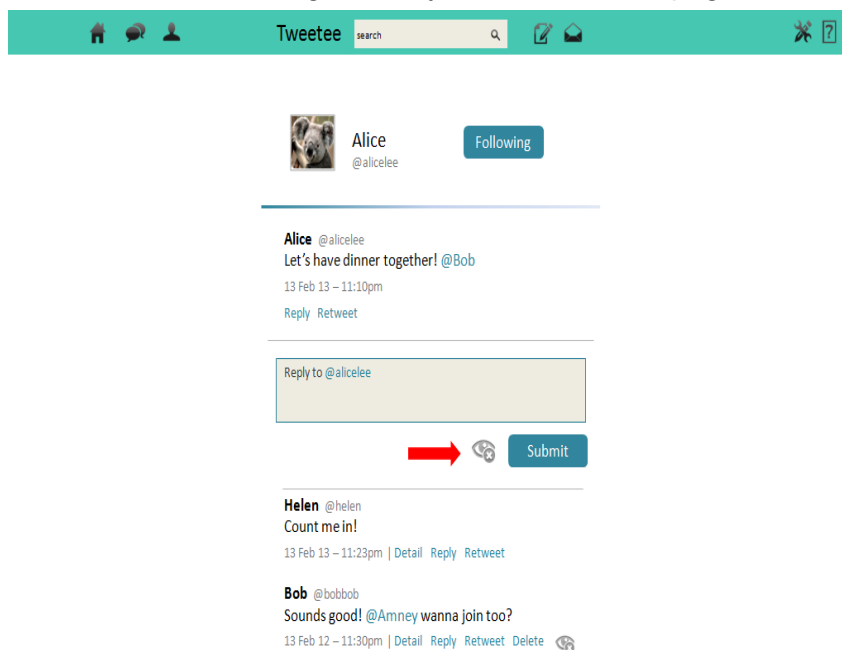 Tweetee search
?
Alice
@alicelee
Following
Alice @alicelee
Let's have dinner together! @Bob
13 Feb 13 – 11:10pm
Reply Retweet
Reply to @alicelee
Submit
Helen @helen
Count me in!
13 Feb 13 – 11:23pm | Detail Reply Retweet
Bob @bobbob
Sounds good! @Amney wanna join too?
13 Feb 12 – 11:30pm | Detail Reply Retweet Delete